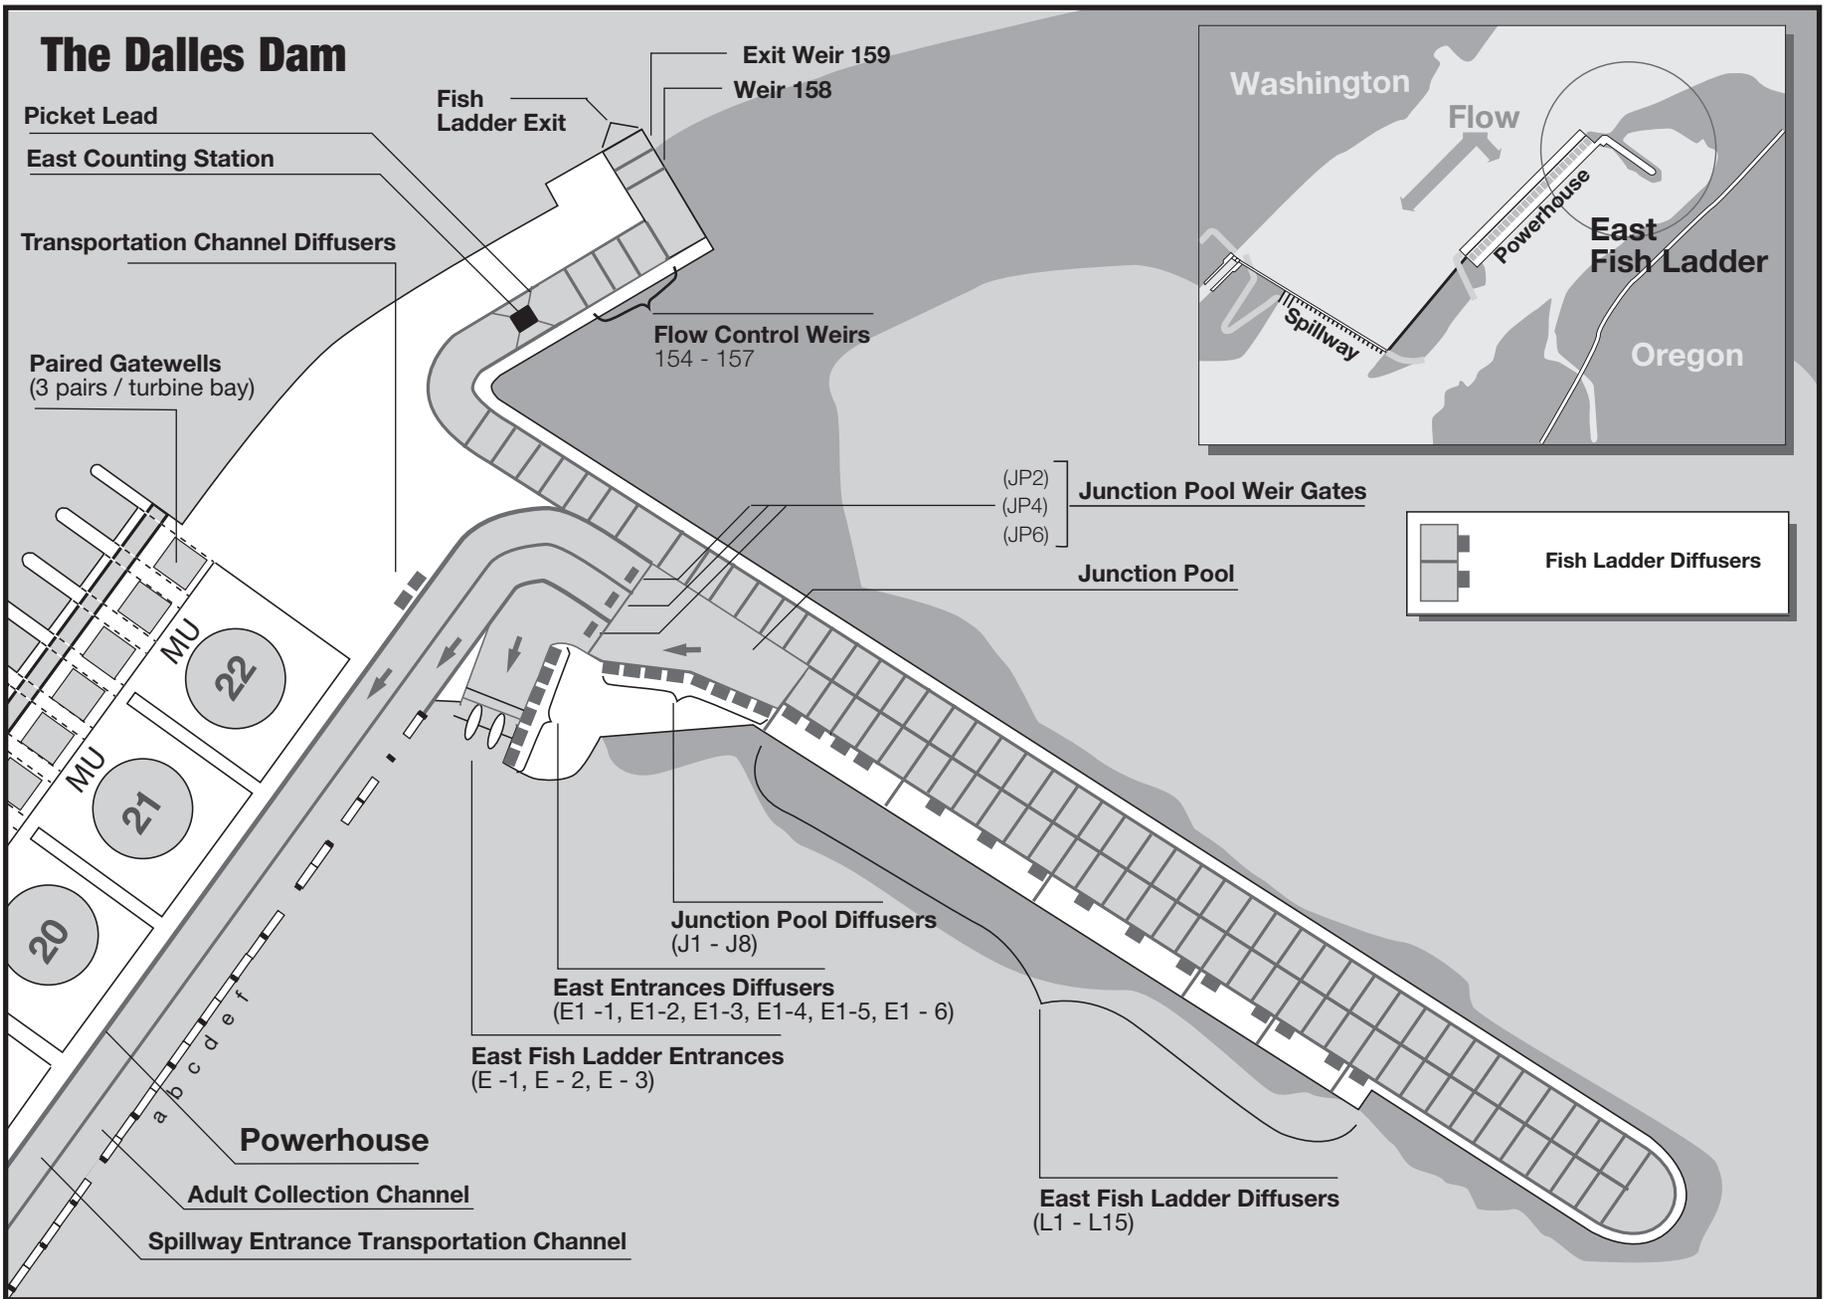 The Dalles Dam
Exit Weir 159
Weir 158
Fish
Ladder Exit
Picket Lead
East Counting Station
Transportation Channel Diffusers
Paired Gatewells
(3 pairs / turbine bay)
Flow Control Weirs
154 - 157
Washington
Flow
Powerhouse
East
Fish Ladder
Spillway
Oregon
(JP2)
(JP4)
(JP6)
Junction Pool Weir Gates
Junction Pool
Fish Ladder Diffusers
MU
22
MU
21
20
Junction Pool Diffusers
(J1 - J8)
East Entrances Diffusers
(E1 -1, E1-2, E1-3, E1-4, E1-5, E1 - 6)
East Fish Ladder Entrances
(E -1, E - 2, E - 3)
a b c d e f
Powerhouse
Adult Collection Channel
Spillway Entrance Transportation Channel
East Fish Ladder Diffusers
(L1 - L15)